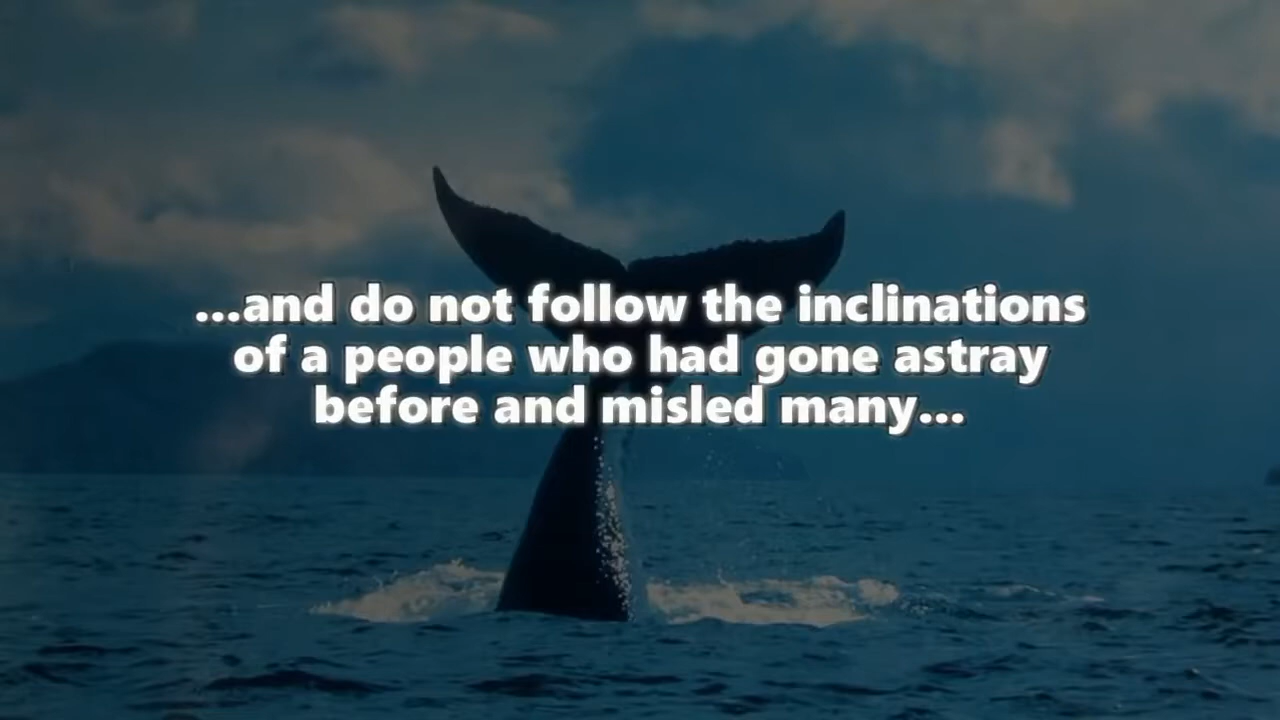 ...and do not follow the inclinations
of a people who had gone astray
before and misled many...